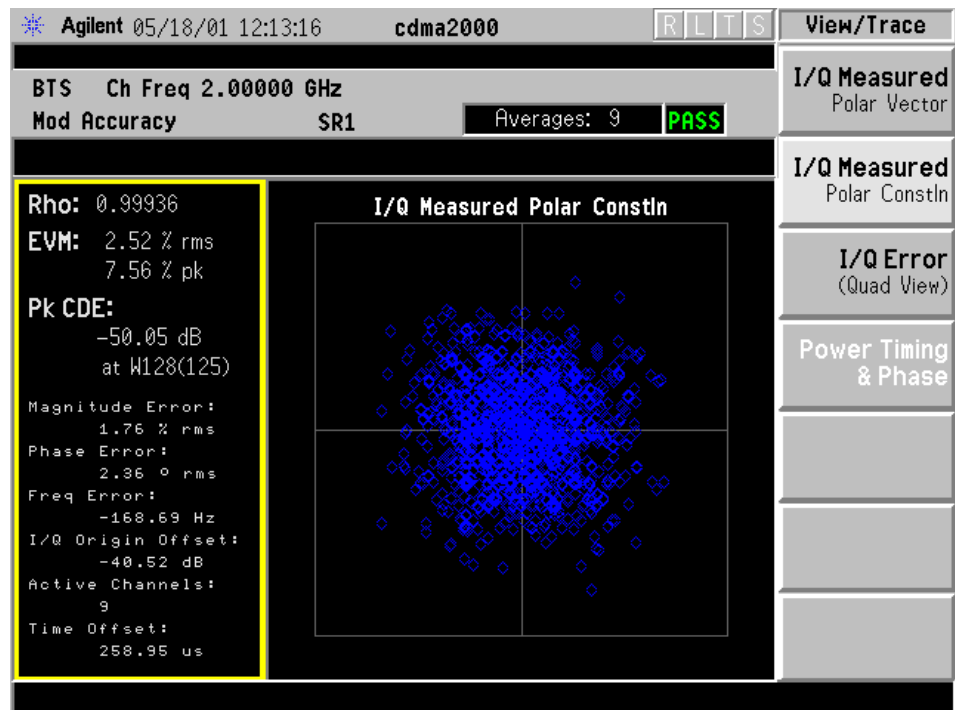 Agilent 05/18/01 12:13:16 cdma2000 R L T S
View/Trace
BTS Ch Freq 2.00000 GHz
Mod Accuracy SR1 Averages: 9 PASS
Rho: 0.99936
EVM: 2.52 % rms
7.56 % pk
Pk CDE:
-50.05 dB
at W128(125)
Magnitude Error:
1.76 % rms
Phase Error:
2.36 º rms
Freq Error:
-168.69 Hz
I/Q Origin Offset:
-40.52 dB
Active Channels:
9
Time Offset:
258.95 us
I/Q Measured Polar Constln
I/Q Measured
Polar Vector
I/Q Measured
Polar Constln
I/Q Error
(Quad View)
Power Timing
& Phase